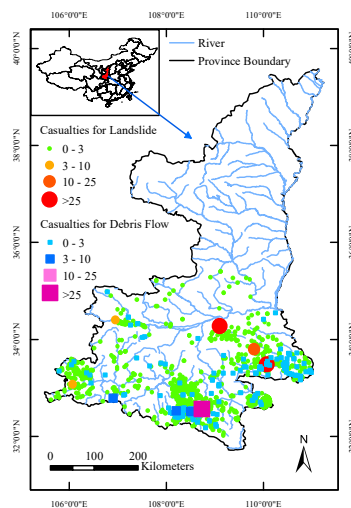 106°0'0"E 108°0'0"E 110°0'0"E
40°0'0"N
38°0'0"N
36°0'0"N
34°0'0"N
32°0'0"N
River
Province Boundary
Casualties for Landslide
0 - 3
3 - 10
10 - 25
>25
Casualties for Debris Flow
0 - 3
3 - 10
10 - 25
>25
0 100 200
Kilometers
N
106°0'0"E 108°0'0"E 110°0'0"E